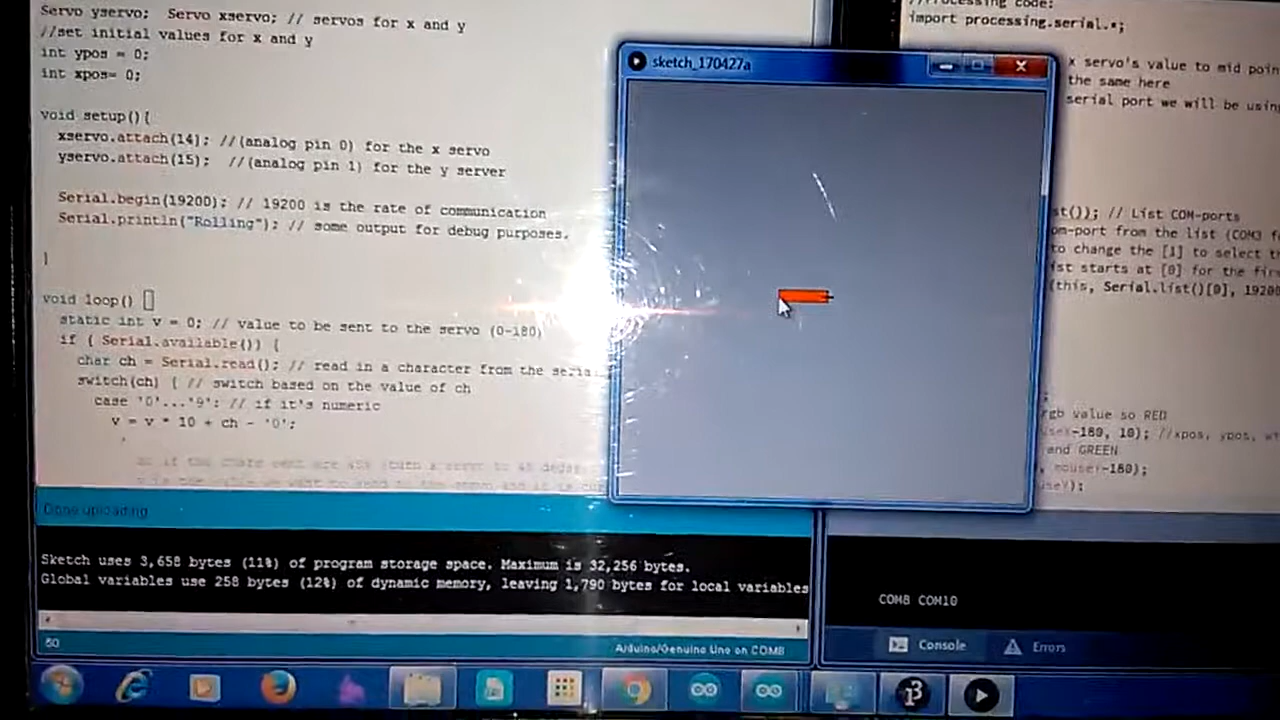 Servo yservo;  Servo xservo; // servos for x and y
//set initial values for x and y
int ypos = 0;
int xpos= 0;
void setup(){
xservo.attach(14); //(analog pin 0) for the x servo
yservo.attach(15);  //(analog pin 1) for the y server
Serial.begin(19200); // 19200 is the rate of communication
Serial.println("Rolling"); // some output for debug purposes.
}
void loop()
static int v = 0; // value to be sent to the servo (0-180)
if ( Serial.available()) {
char ch = Serial.read(); // read in a character from the
switch(ch) { // switch based on the value of ch
case '0'...'9': // if it's numeric
v = v * 10 + ch - '0';
Done uploading
Sketch uses 3,658 bytes (11%) of program storage space. Maximum is 32,256 bytes.
Global variables use 258 bytes (12%) of dynamic memory, leaving 1,790 bytes for local variables
Arduino/Genuino Uno on COM8
sketch_170427a
//Processing code:
import processing.serial.*;
x servo's value to mid
the same here
serial port we will be
st()); // List COM-ports
port from the list (COM3
to change the [1] to select
starts at [0] for the
(this, Serial.list()[0],
rgb value so RED
-180, 10); //xpos, ypos,
and GREEN
, mouseY-180);
COM8 COM10
Console
Errors